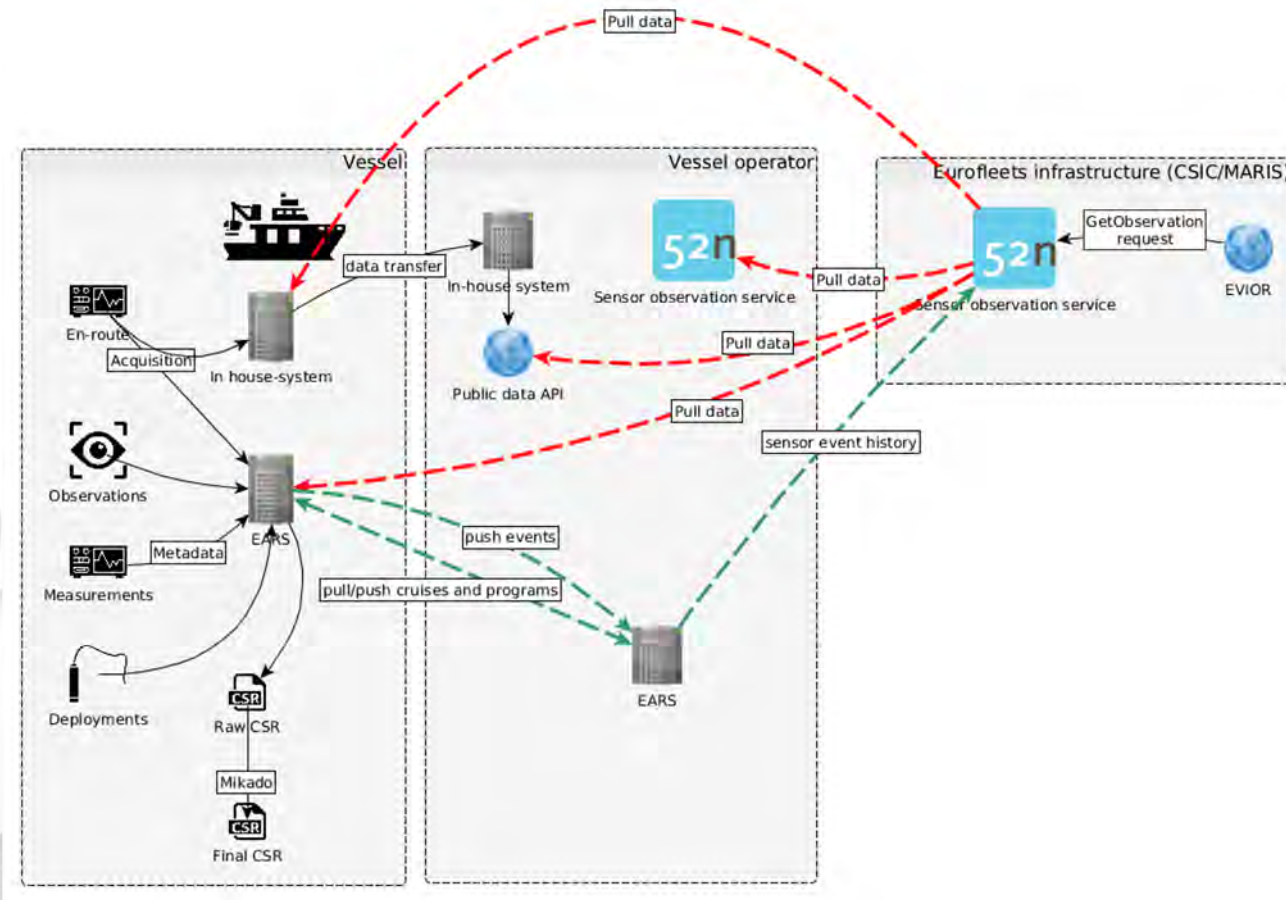 Pull data
Vessel
Vessel operator
Eurofleets infrastructure (CSIC/MARIS)
52n
52n
GetObservation
request
EVIOR
data transfer
In-house system
Sensor observation service
Pull data
Sensor observation service
En-route
Acquisition
In house-system
Public data API
Pull data
Pull data
sensor event history
Observations
EARS
push events
Metadata
Measurements
pull/push cruises and programs
EARS
Deployments
CSR
Raw CSR
Mikado
CSR
Final CSR